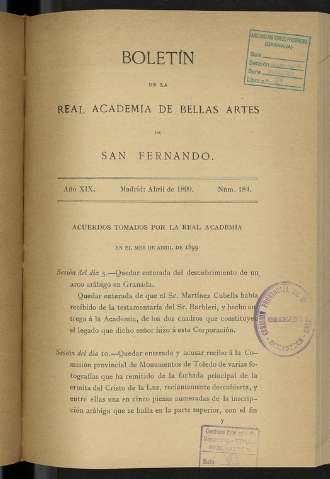 BOLETÍN
DE LA
REAL ACADEMIA DE BELLAS ARTES
DE
SAN FERNANDO.
Año XIX. Madrid: Abril de 1899. Núm. 184.
ACUERDOS TOMADOS POR LA REAL ACADEMIA
EN EL MES DE ABRIL DE 1899
Sesión del día 3.—Quedar enterada del descubrimiento de un
arco arábigo en Granada.
Quedar enterada de que el Sr. Martínez Cubells había
recibido de la testamentaría del Sr. Barbieri, y hecho en-
trega á la Academia, de los dos cuadros que constituyen
el legado que dicho señor hizo á esta Corporación.
Sesión del día 10.—Quedar enterado y acusar recibo á la Co-
misión provincial de Monumentos de Toledo de varias fo-
tografías que ha remitido de la fachada principal de la
ermita del Cristo de la Luz, recientemente descubierta, y
entre ellas una en cinco piezas numeradas de la inscrip-
ción arábiga que se halla en la parte superior, con el fin
7